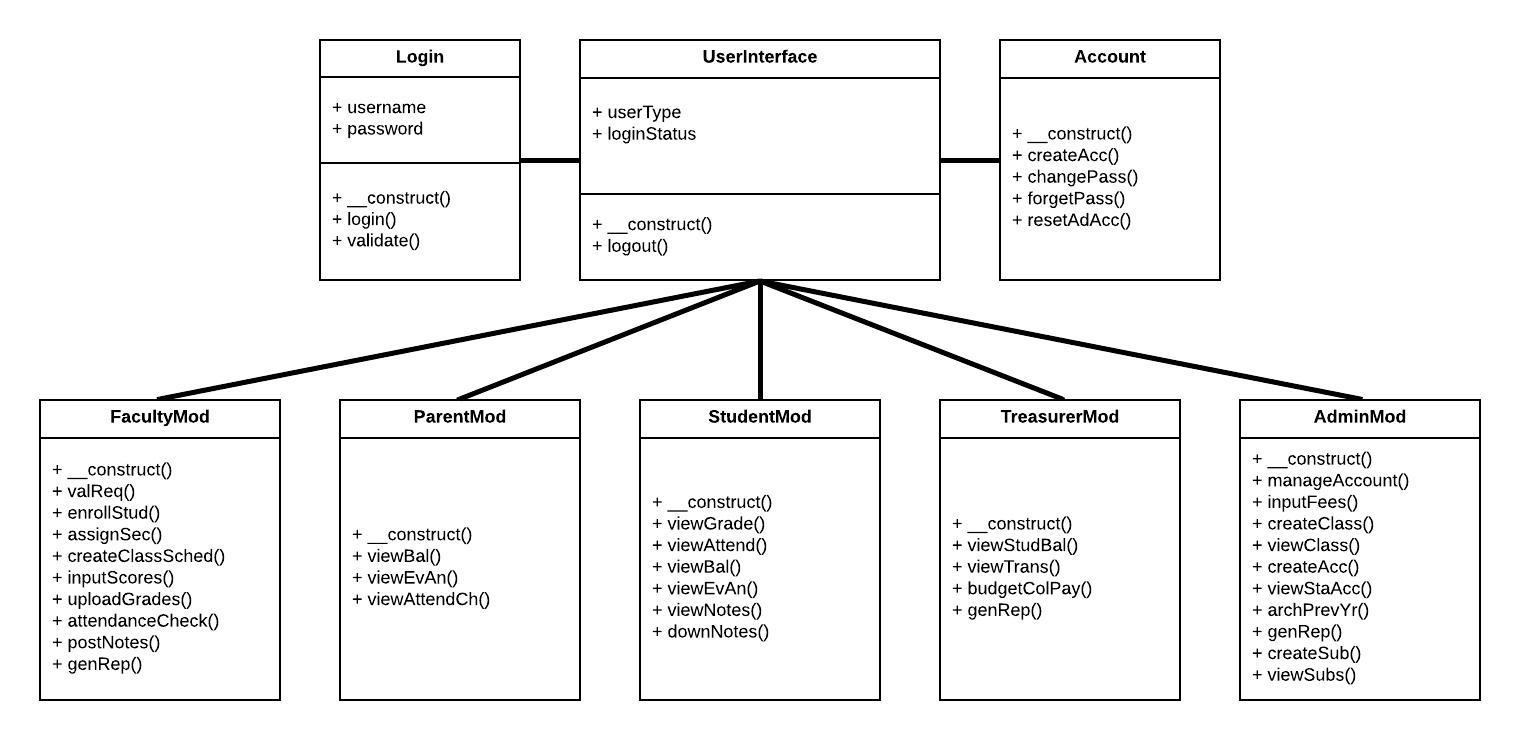 Login
+ username
+ password
+ __construct()
+ login()
+ validate()
UserInterface
+ userType
+ loginStatus
+ __construct()
+ logout()
Account
+ __construct()
+ createAcc()
+ changePass()
+ forgetPass()
+ resetAdAcc()
FacultyMod
+ __construct()
+ valReq()
+ enrollStud()
+ assignSec()
+ createClassSched()
+ inputScores()
+ uploadGrades()
+ attendanceCheck()
+ postNotes()
+ genRep()
ParentMod
+ __construct()
+ viewBal()
+ viewEvAn()
+ viewAttendCh()
StudentMod
+ __construct()
+ viewGrade()
+ viewAttend()
+ viewBal()
+ viewEvAn()
+ viewNotes()
+ downNotes()
TreasurerMod
+ __construct()
+ viewStudBal()
+ viewTrans()
+ budgetColPay()
+ genRep()
AdminMod
+ __construct()
+ manageAccount()
+ inputFees()
+ createClass()
+ viewClass()
+ createAcc()
+ viewStaAcc()
+ archPrevYr()
+ genRep()
+ createSub()
+ viewSubs()